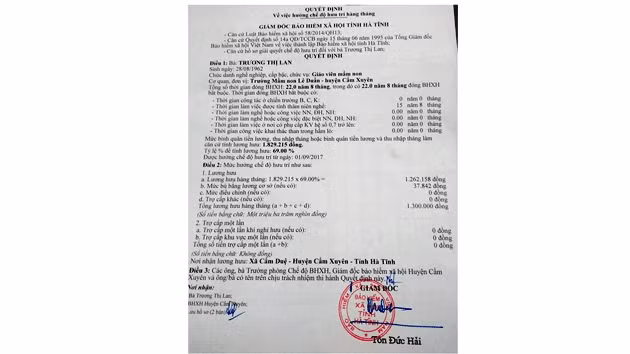 QUYẾT ĐỊNH
Về việc hưởng chế độ hưu trí hàng tháng
GIÁM ĐỐC BẢO HIỂM XÃ HỘI TỈNH HÀ TĨNH
- Căn cứ Luật Bảo hiểm xã hội số 58/2014/QH13;
- Căn cứ Quyết định số 14a QĐ/TCCB ngày 15 tháng 06 năm 1995 của Tổng Giám đốc
Bảo hiểm xã hội Việt Nam về việc thành lập Bảo hiểm xã hội tỉnh Hà Tĩnh;
- Căn cứ hồ sơ giải quyết chế độ hưu trí đối với bà Trương Thị Lan;
QUYẾT ĐỊNH
Điều 1: Bà: TRƯƠNG THỊ LAN
Sinh ngày: 28/08/1962
Chức danh nghề nghiệp, cấp bậc, chức vụ: Giáo viên mầm non
Cơ quan, đơn vị: Trường Mầm non Lê Duẩn - huyện Cẩm Xuyên
Tổng số thời gian đóng BHXH: 22.0 năm 8 tháng, trong đó có 22.0 năm 8 tháng đóng BHXH
bắt buộc. Thời gian đóng BHXH bắt buộc có:
- Thời gian công tác ở chiến trường B, C, K: 0 năm 0 tháng
- Thời gian làm việc được tính thâm niên nghề: 15 năm 8 tháng
- Thời gian làm nghề hoặc công việc NN, ĐH, NH: 0.00 năm 0 tháng
- Thời gian làm nghề hoặc công việc đặc biệt NN, ĐH, NH: 0.00 năm 0 tháng
- Thời gian làm việc ở nơi có phụ cấp KV hệ số 0,7 trở lên: 0.00 năm 0 tháng
- Thời gian công việc khai thác than trong hầm lò: 0.00 năm 0 tháng
Mức bình quân tiền lương, thu nhập tháng hoặc bình quân tiền lương và thu nhập tháng làm
căn cứ tính lương hưu: 1.829.215 đồng.
Tỷ lệ % để tính lương hưu: 69.00 %
Được hưởng chế độ hưu trí từ ngày: 01/09/2017
Điều 2: Mức hưởng chế độ hưu trí như sau:
1. Lương hưu
a. Lương hưu hàng tháng: 1.829.215 x 69.00% = 1.262.158 đồng
b. Mức bù bằng lương cơ sở (nếu có): 37.842 đồng
c. Mức điều chỉnh (nếu có): 0 đồng
d. Trợ cấp khác (nếu có): 0 đồng
Tổng lương hưu hàng tháng (a + b + c + d): 1.300.000 đồng
(Số tiền bằng chữ: Một triệu ba trăm nghìn đồng)
2. Trợ cấp một lần
a. Trợ cấp một lần khi nghỉ hưu (nếu có): 0 đồng
b. Trợ cấp khu vực một lần (nếu có): 0 đồng
Tổng số tiền trợ cấp một lần (a +b): 0 đồng
(Số tiền bằng chữ: Không đồng)
Nơi nhận lương hưu: Xã Cẩm Duệ - Huyện Cẩm Xuyên - Tỉnh Hà Tĩnh
Điều 3: Các ông, bà Trưởng phòng Chế độ BHXH, Giám đốc bảo hiểm xã hội Huyện Cẩm
Xuyên và ông/bà có tên trên chịu trách nhiệm thi hành Quyết định này./.
Nơi nhận:
GIÁM ĐỐC
Bà Trương Thị Lan;
BHXH Huyện Cẩm Xuyên;
Lưu hồ sơ (2 bản)
BẢO HIỂM
XÃ HỘI
TỈNH
HÀ TĨNH
Tôn Đức Hải